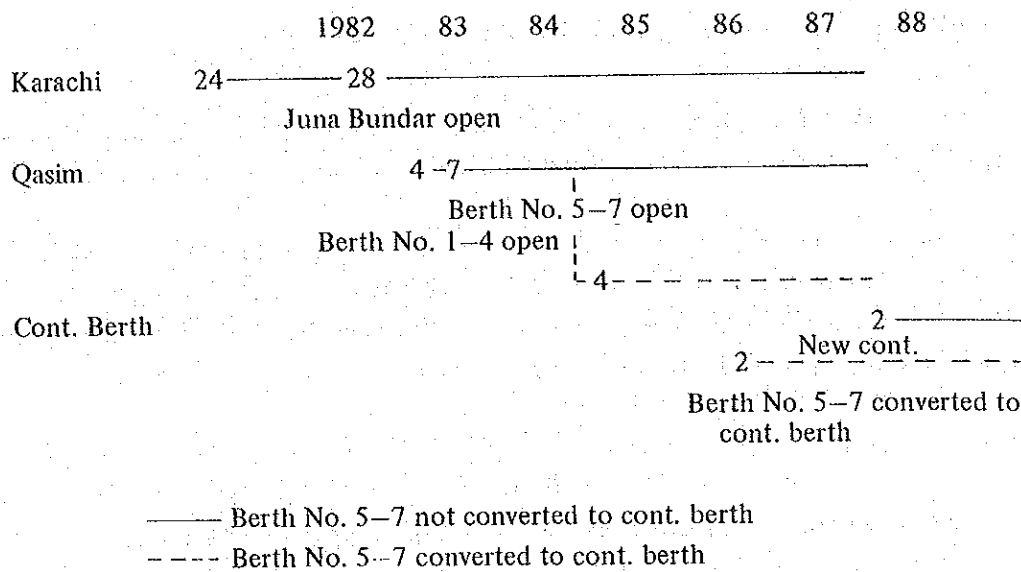 1982 83 84 85 86 87 88
Karachi 24 28
Juna Bundar open
Qasim 4 –7
Berth No. 5–7 open
Berth No. 1–4 open
4
Cont. Berth 2
New cont.
2
Berth No. 5–7 converted to
cont. berth
Berth No. 5–7 not converted to cont. berth
Berth No. 5–7 converted to cont. berth